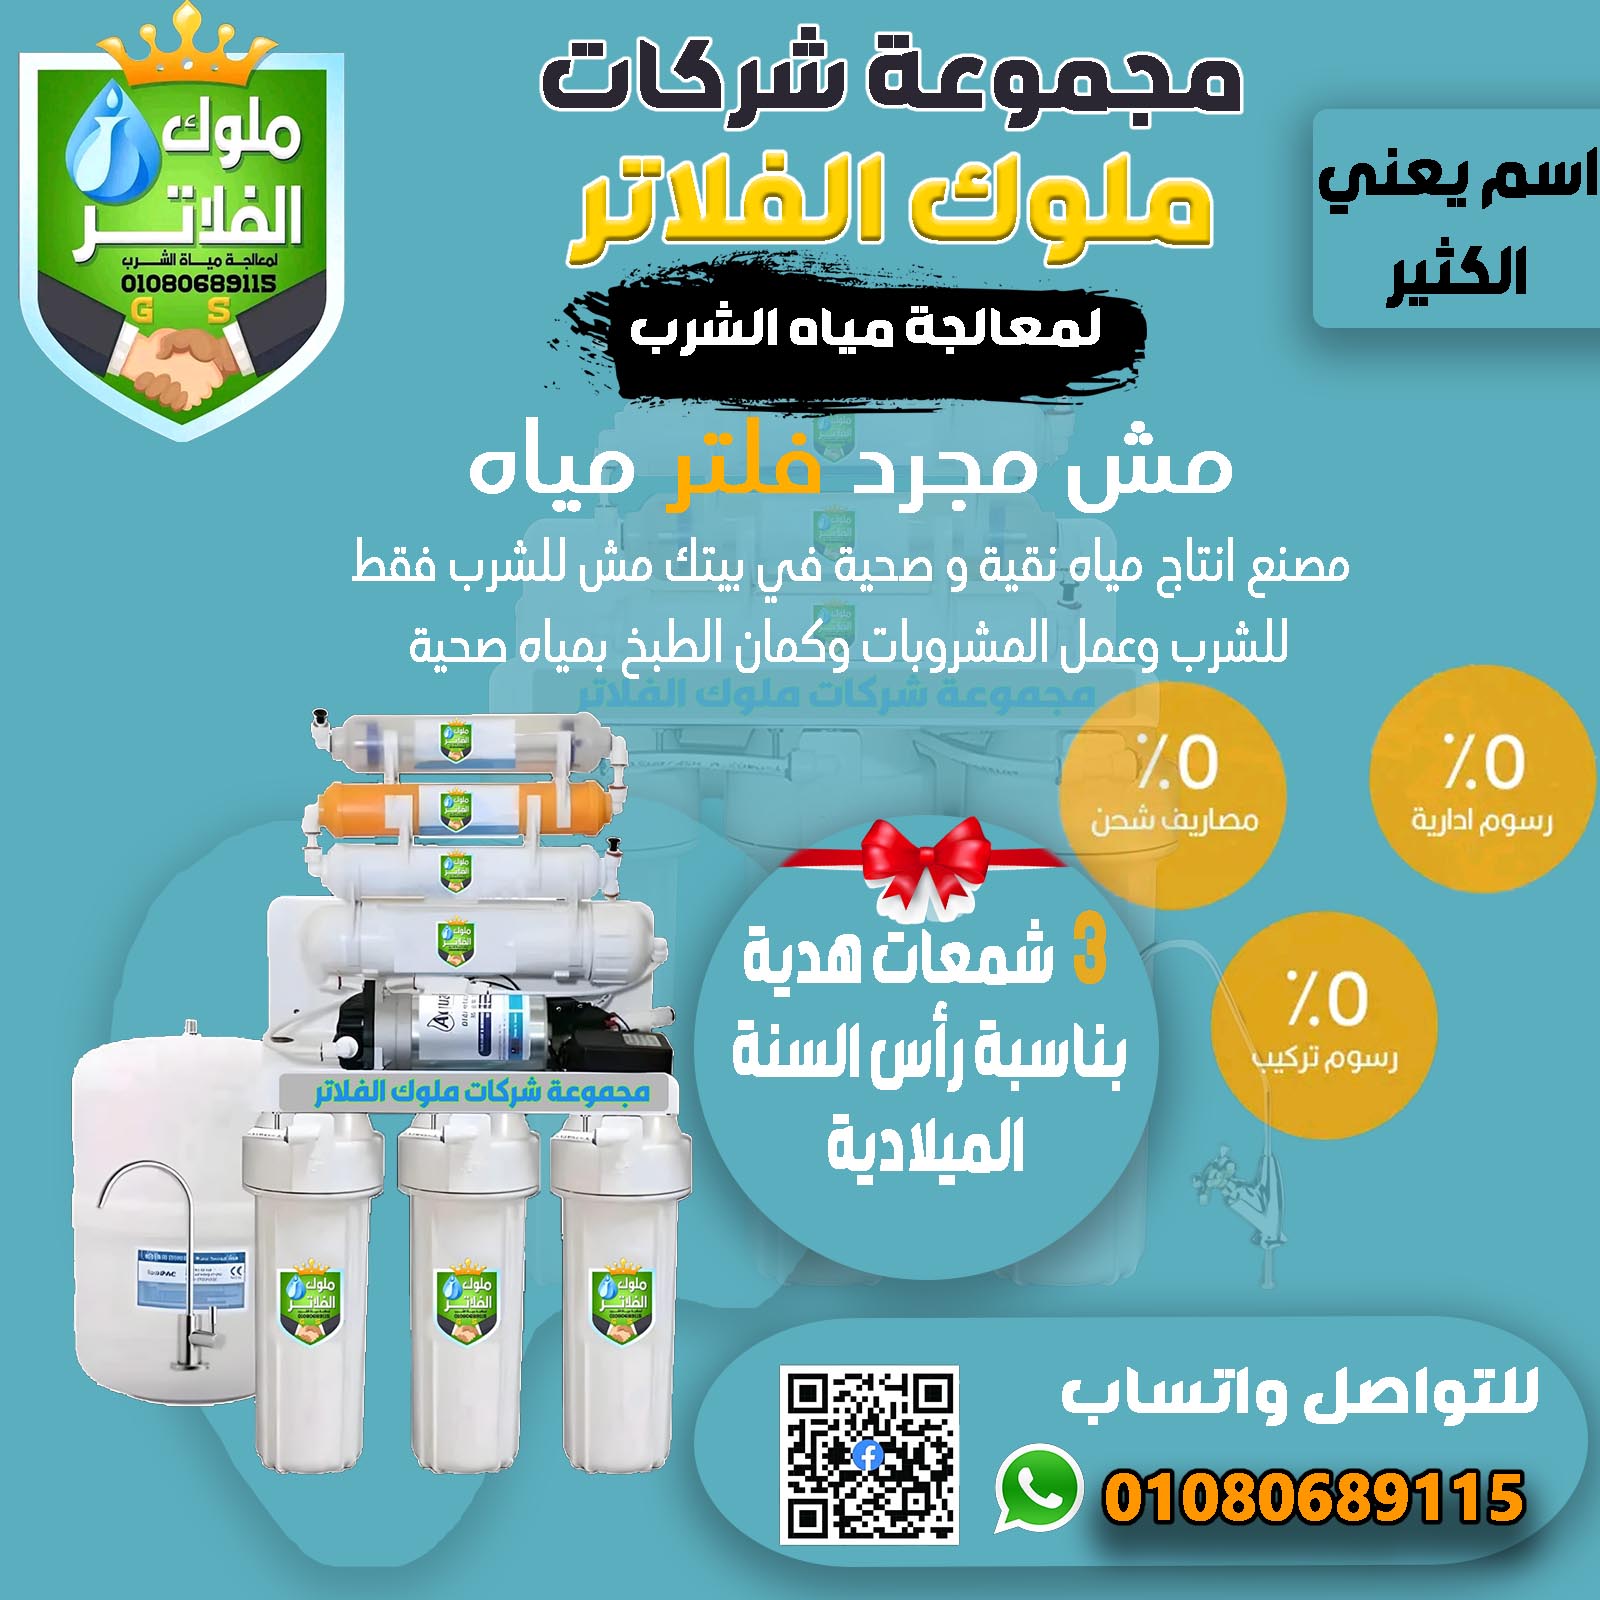 مجموعة شركات
ملوك الفلاتر
لمعالجة مياه الشرب
اسم يعني
الكثير
ملوك
الفلاتر
لمعالجة مياة الشرب
01080689115
G S
مش مجرد فلتر مياه
مصنع انتاج مياه نقية و صحية في بيتك مش للشرب فقط
للشرب وعمل المشروبات وكمان الطبخ بمياه صحية
مجموعة شركات ملوك الفلاتر
٪0
رسوم ادارية
٪0
مصاريف شحن
٪0
رسوم تركيب
3 شمعات هدية
بناسبة رأس السنة
الميلادية
مجموعة شركات ملوك الفلاتر
للتواصل واتساب
01080689115